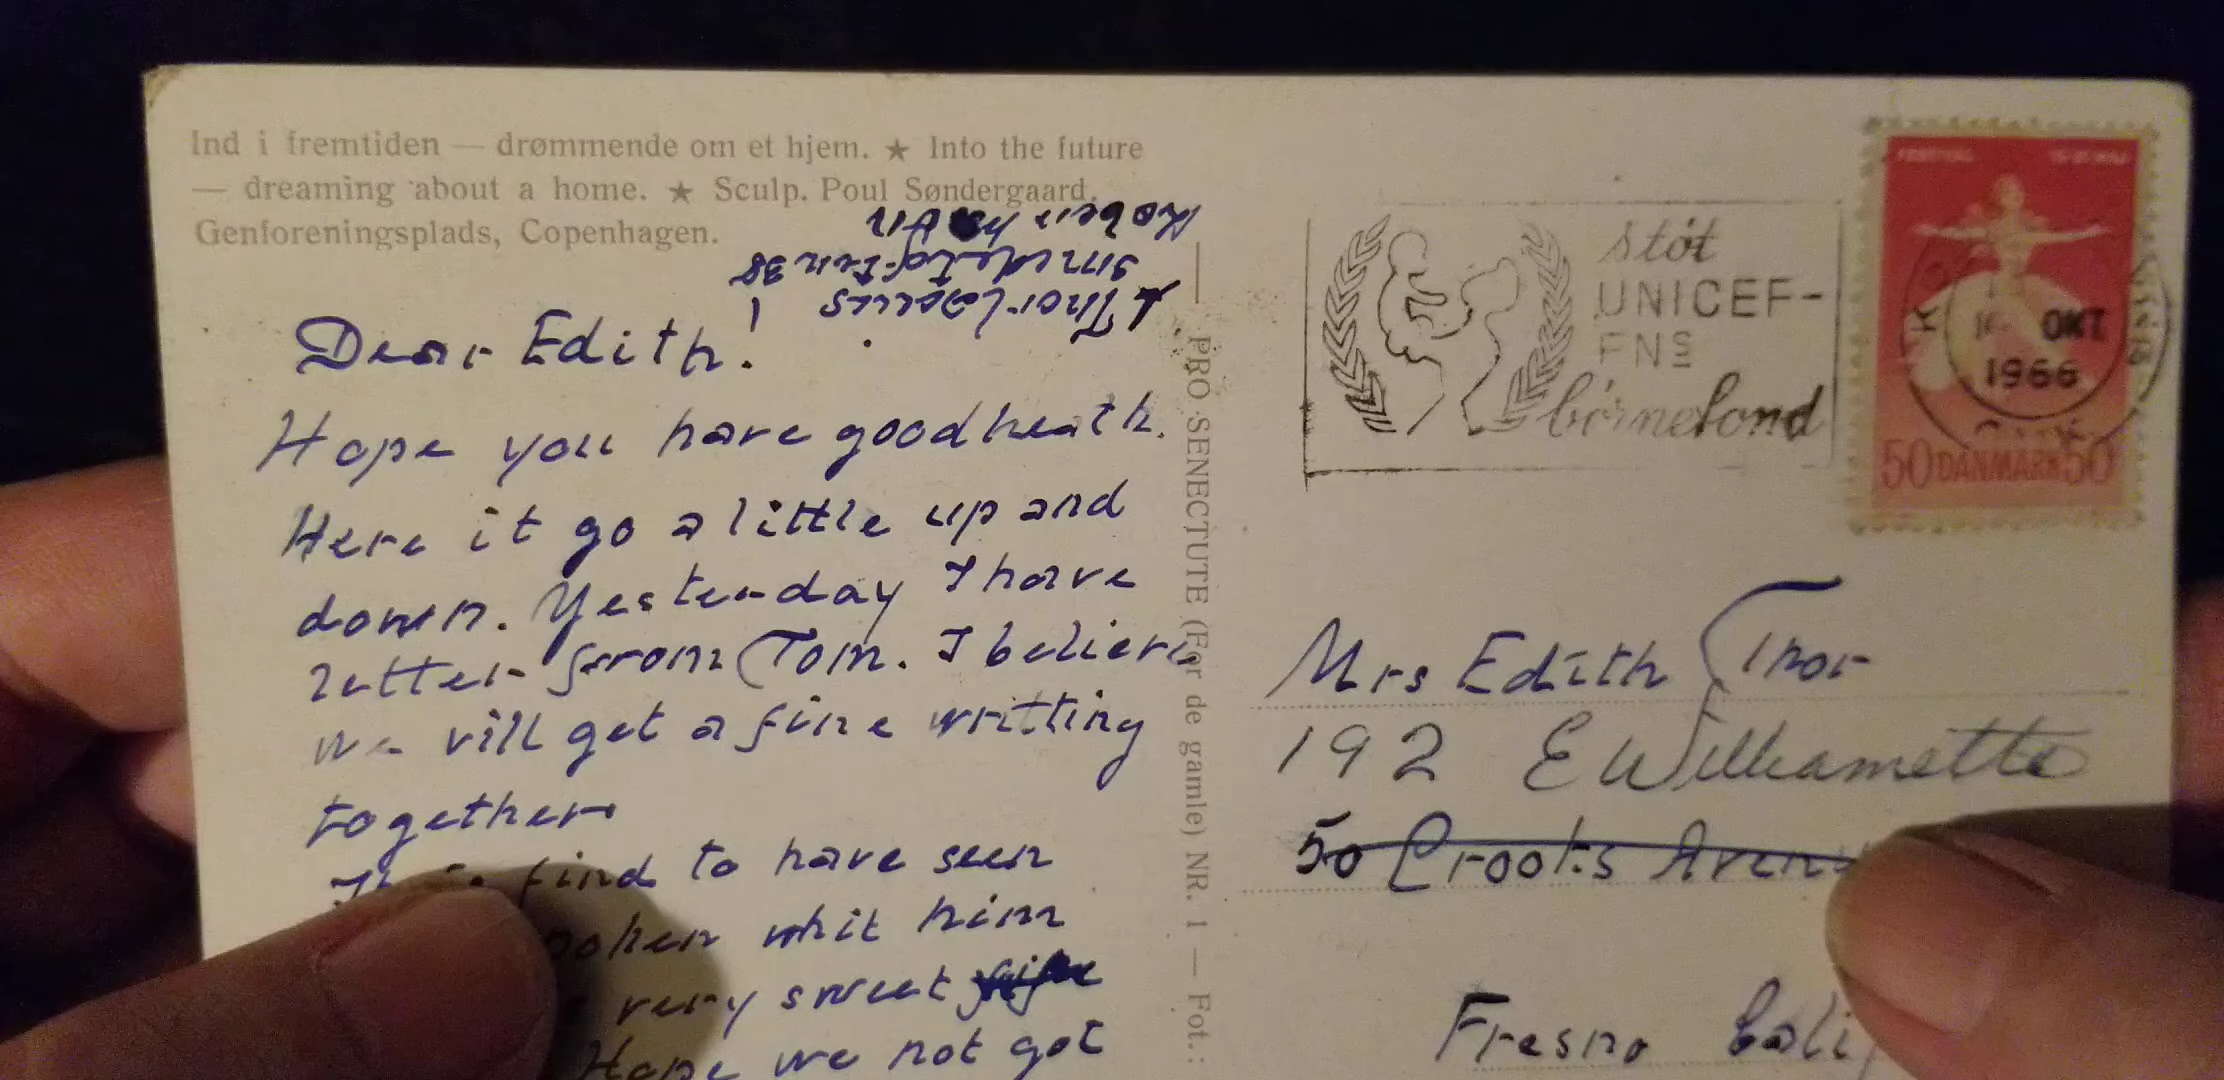 Ind i fremtiden — drømmende om et hjem. ★ Into the future
— dreaming about a home. ★ Sculp. Poul Søndergaard,
Genforeningsplads, Copenhagen.
Dear Edith!
Hope you have good heath.
Here it go a little up and
down. Yesterday I have
letter from Tom. I believe
we vill get a fine writting
together
find to have seen
whit him
very sweet
Hope we not got
PRO SENECTUTE (For de gamle) NR. 1 — Fot.:
støt
UNICEF-
FNs
børnefond
OKT
1966
50 DANMARK 50
Mrs Edith Thor
192 E Willamette
50 Crooks
Fresno